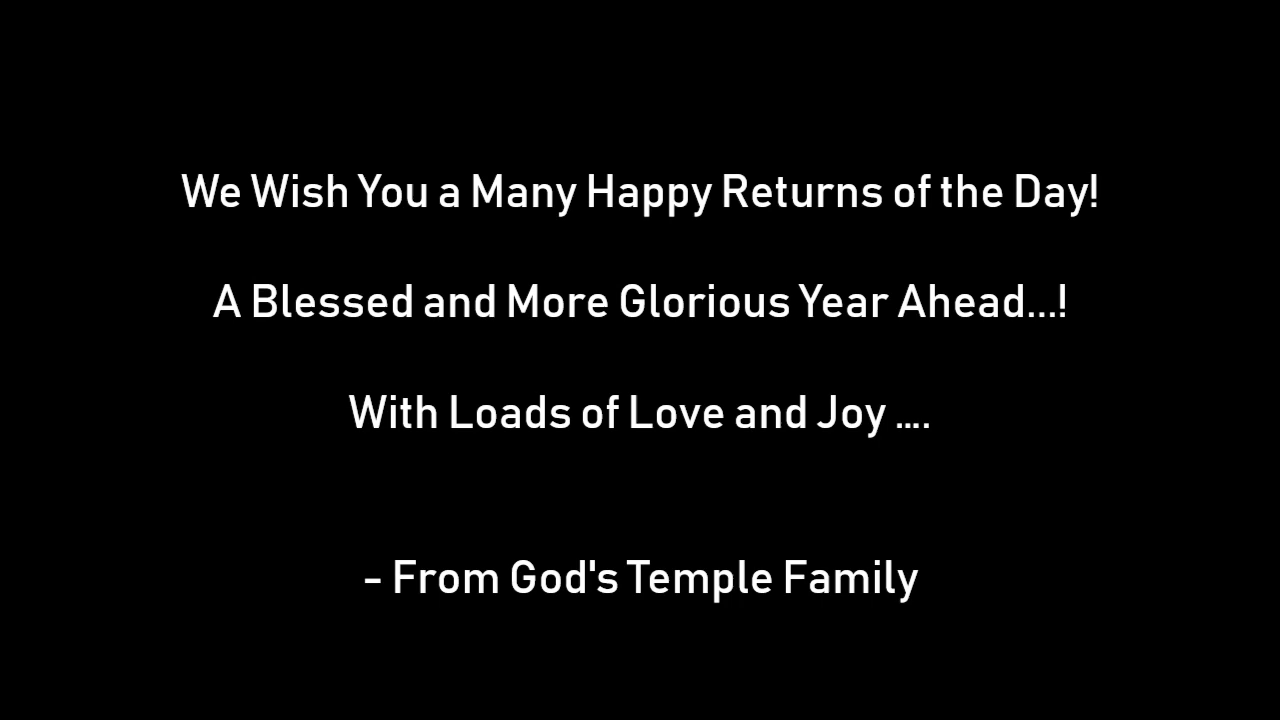 We Wish You a Many Happy Returns of the Day!
A Blessed and More Glorious Year Ahead...!
With Loads of Love and Joy ....
- From God's Temple Family